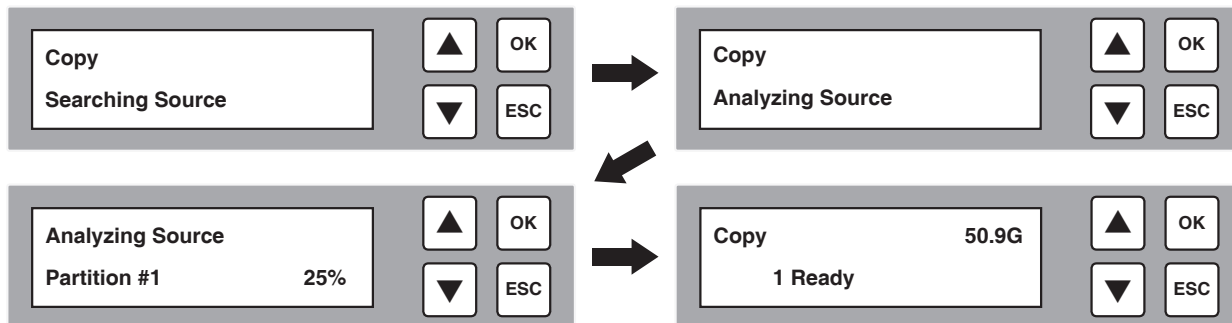 Copy
Searching Source
OK
ESC
Copy
Analyzing Source
OK
ESC
Analyzing Source
Partition #1 25%
OK
ESC
Copy 50.9G
1 Ready
OK
ESC